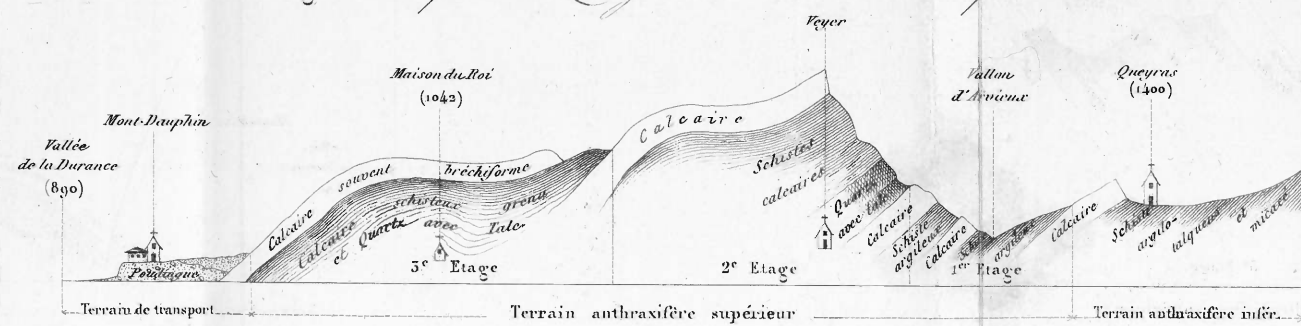 Vallée
de la Durance
(890)
Mont-Dauphin
Maison du Roi
(1042)
Veyer
Vallon
d'Arvieux
Queyras
(1400)
Poudingue
Calcaire souvent bréchiforme
Calcaire schisteux
et Quartz avec Talc
grenu
Calcaire
Schistes
calcaires
Quartz
avec talc
Calcaire
Schiste
argileux
Calcaire
Schiste
argileux
Calcaire
Schiste
argilo-
talqueux et micacé
3e Etage
2e Etage
1er Etage
Terrain de transport
Terrain anthraxifère supérieur
Terrain anthraxifère infér.